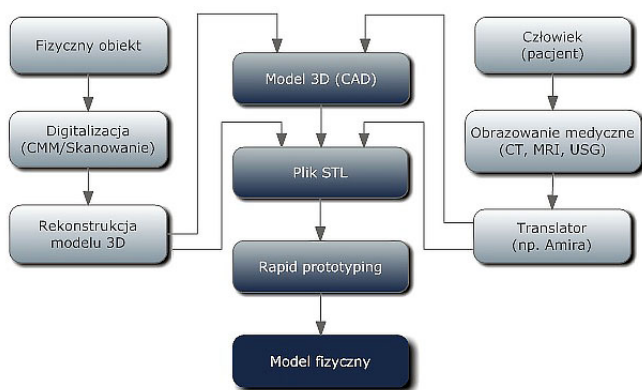 Fizyczny obiekt
Digitalizacja
(CMM/Skanowanie)
Rekonstrukcja
modelu 3D
Model 3D (CAD)
Plik STL
Rapid prototyping
Model fizyczny
Człowiek
(pacjent)
Obrazowanie medyczne
(CT, MRI, USG)
Translator
(np. Amira)